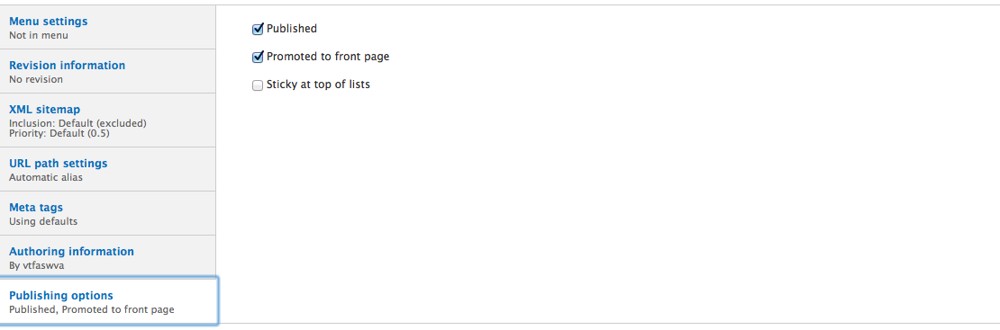 Menu settings
Not in menu
Revision information
No revision
XML sitemap
Inclusion: Default (excluded)
Priority: Default (0.5)
URL path settings
Automatic alias
Meta tags
Using defaults
Authoring information
By vtfaswva
Publishing options
Published, Promoted to front page
Published
Promoted to front page
Sticky at top of lists